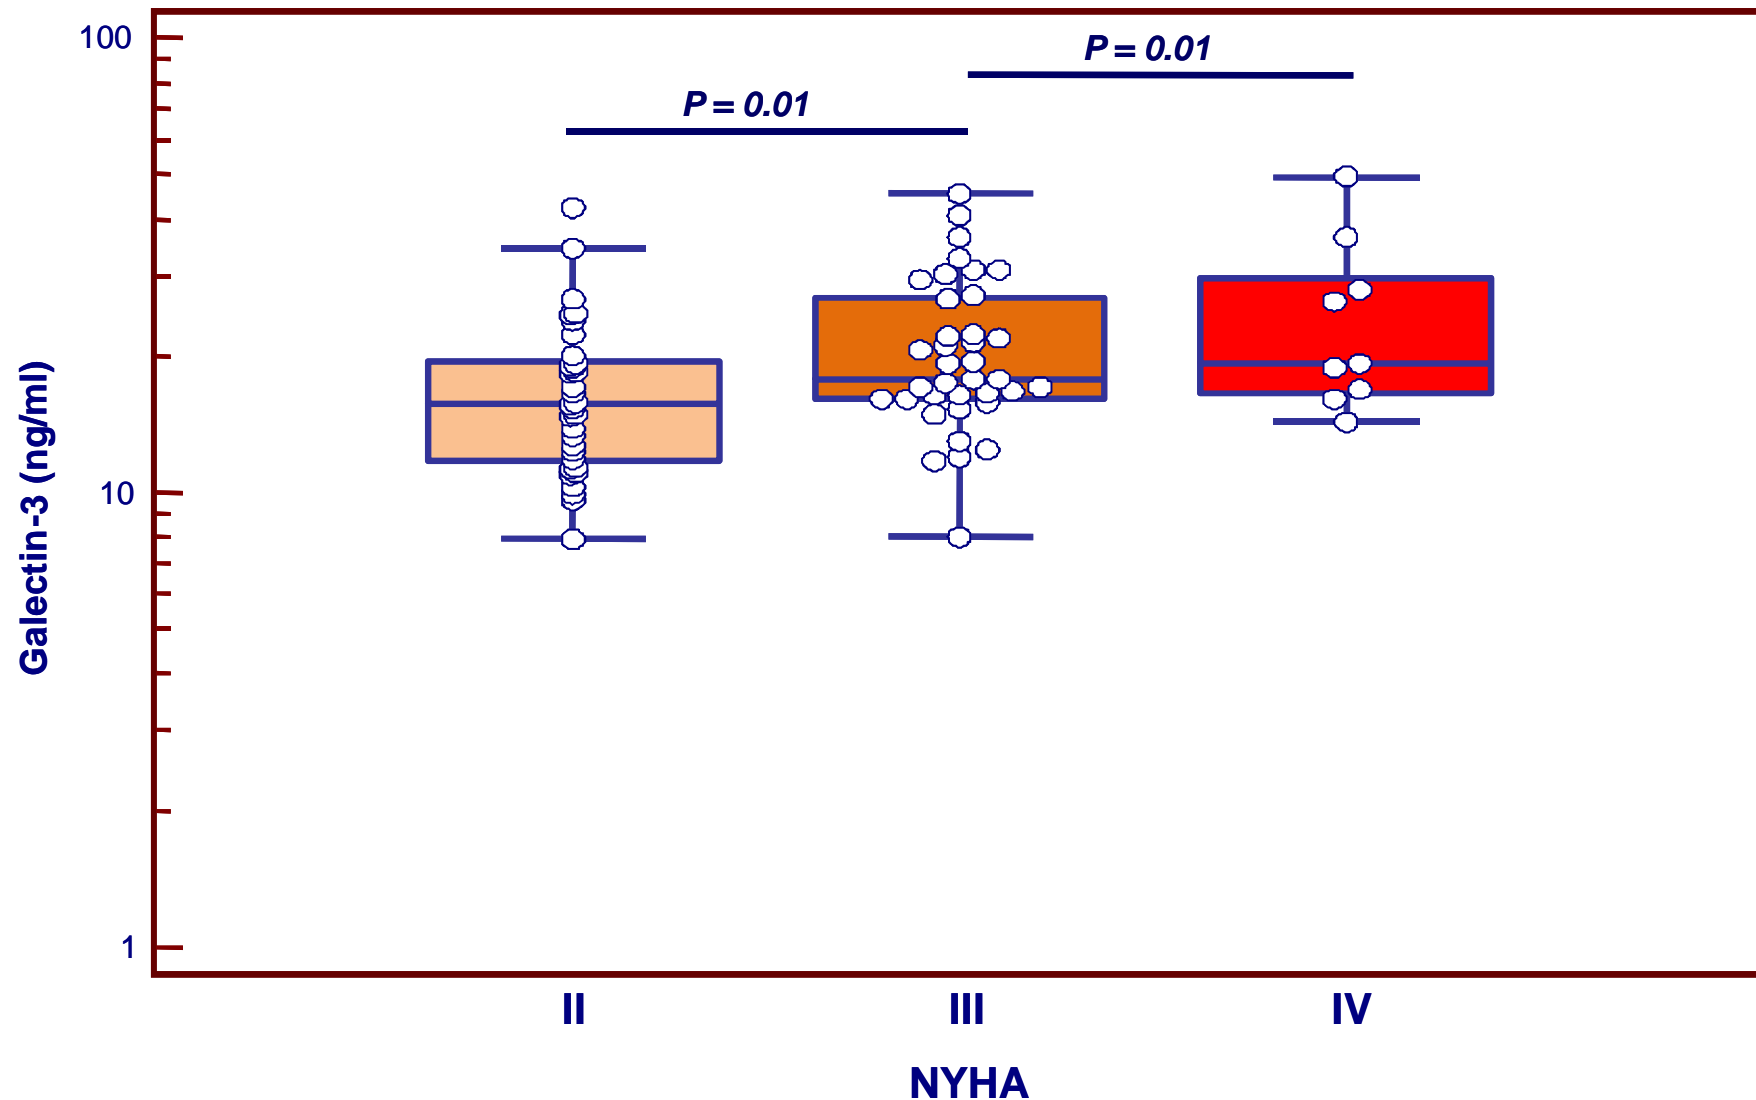 100
P = 0.01
P = 0.01
10
1
Galectin-3 (ng/ml)
II III IV
NYHA